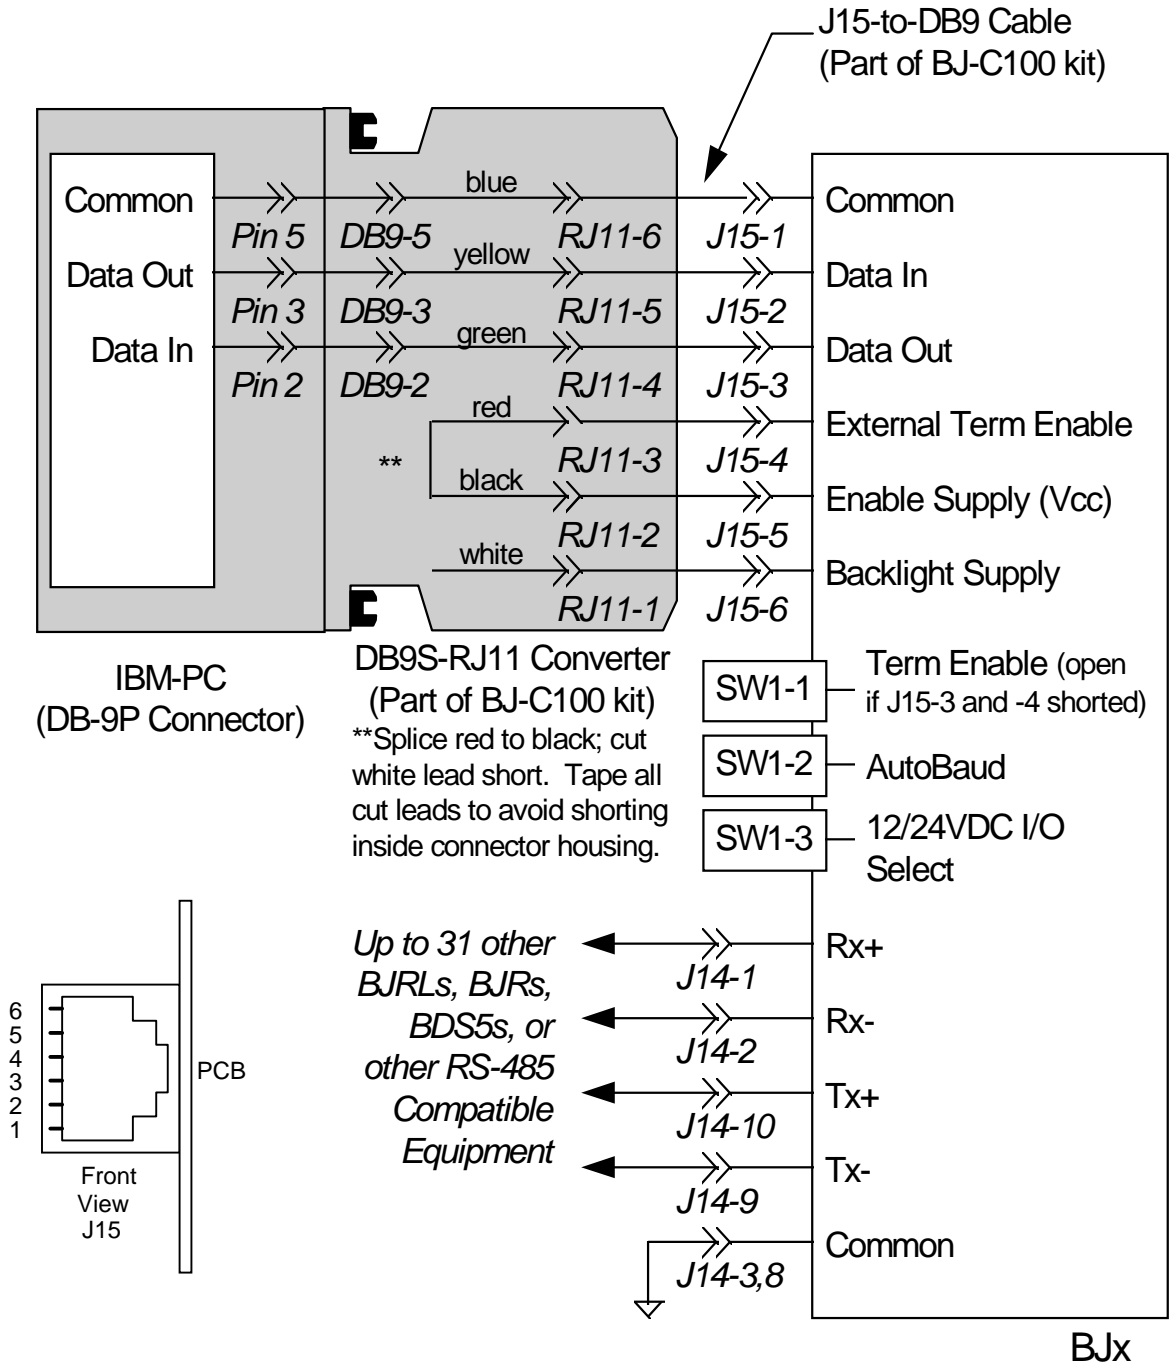 J15-to-DB9 Cable
(Part of BJ-C100 kit)
Common
blue
Common
Pin 5
DB9-5
RJ11-6
J15-1
Data Out
yellow
Data In
Pin 3
DB9-3
RJ11-5
J15-2
Data In
green
Data Out
Pin 2
DB9-2
RJ11-4
J15-3
red
External Term Enable
**
RJ11-3
J15-4
black
Enable Supply (Vcc)
RJ11-2
J15-5
white
Backlight Supply
RJ11-1
J15-6
IBM-PC
(DB-9P Connector)
DB9S-RJ11 Converter
(Part of BJ-C100 kit)
**Splice red to black; cut
white lead short. Tape all
cut leads to avoid shorting
inside connector housing.
SW1-1
Term Enable (open
if J15-3 and -4 shorted)
SW1-2
AutoBaud
SW1-3
12/24VDC I/O
Select
Up to 31 other
BJRLs, BJRs,
BDS5s, or
other RS-485
Compatible
Equipment
Rx+
J14-1
Rx-
J14-2
Tx+
J14-10
Tx-
J14-9
Common
J14-3,8
6
5
4
3
2
1
PCB
Front
View
J15
BJx